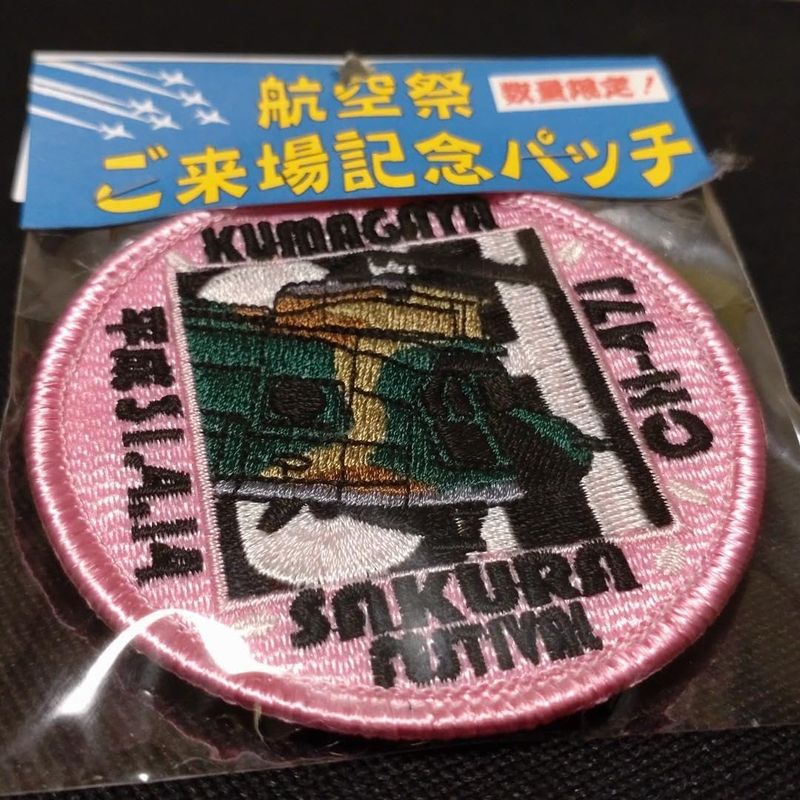 航空祭
数量限定!
ご来場記念パッチ
KUMAGAYA
CH-47J
平成31.4.14
SAKURA
FUTIVAL